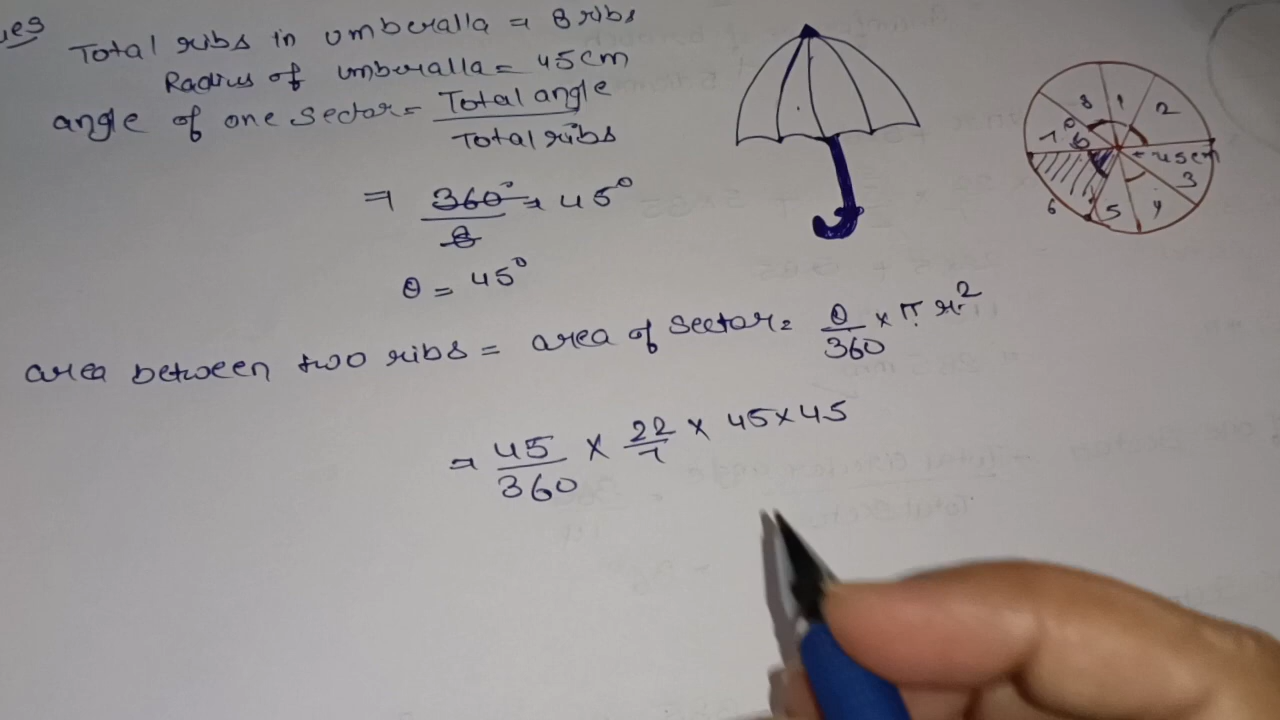 Total ribs in umberalla = 8 ribs
Radius of umberalla = 45cm
angle of one sector = Total angle
Total ribs
= 360° = 45°
8
θ = 45°
area between two ribs = area of sector = θ/360 × π r²
= 45/360 × 22/7 × 45×45
8 1 2
7 45cm
3
6 5 4